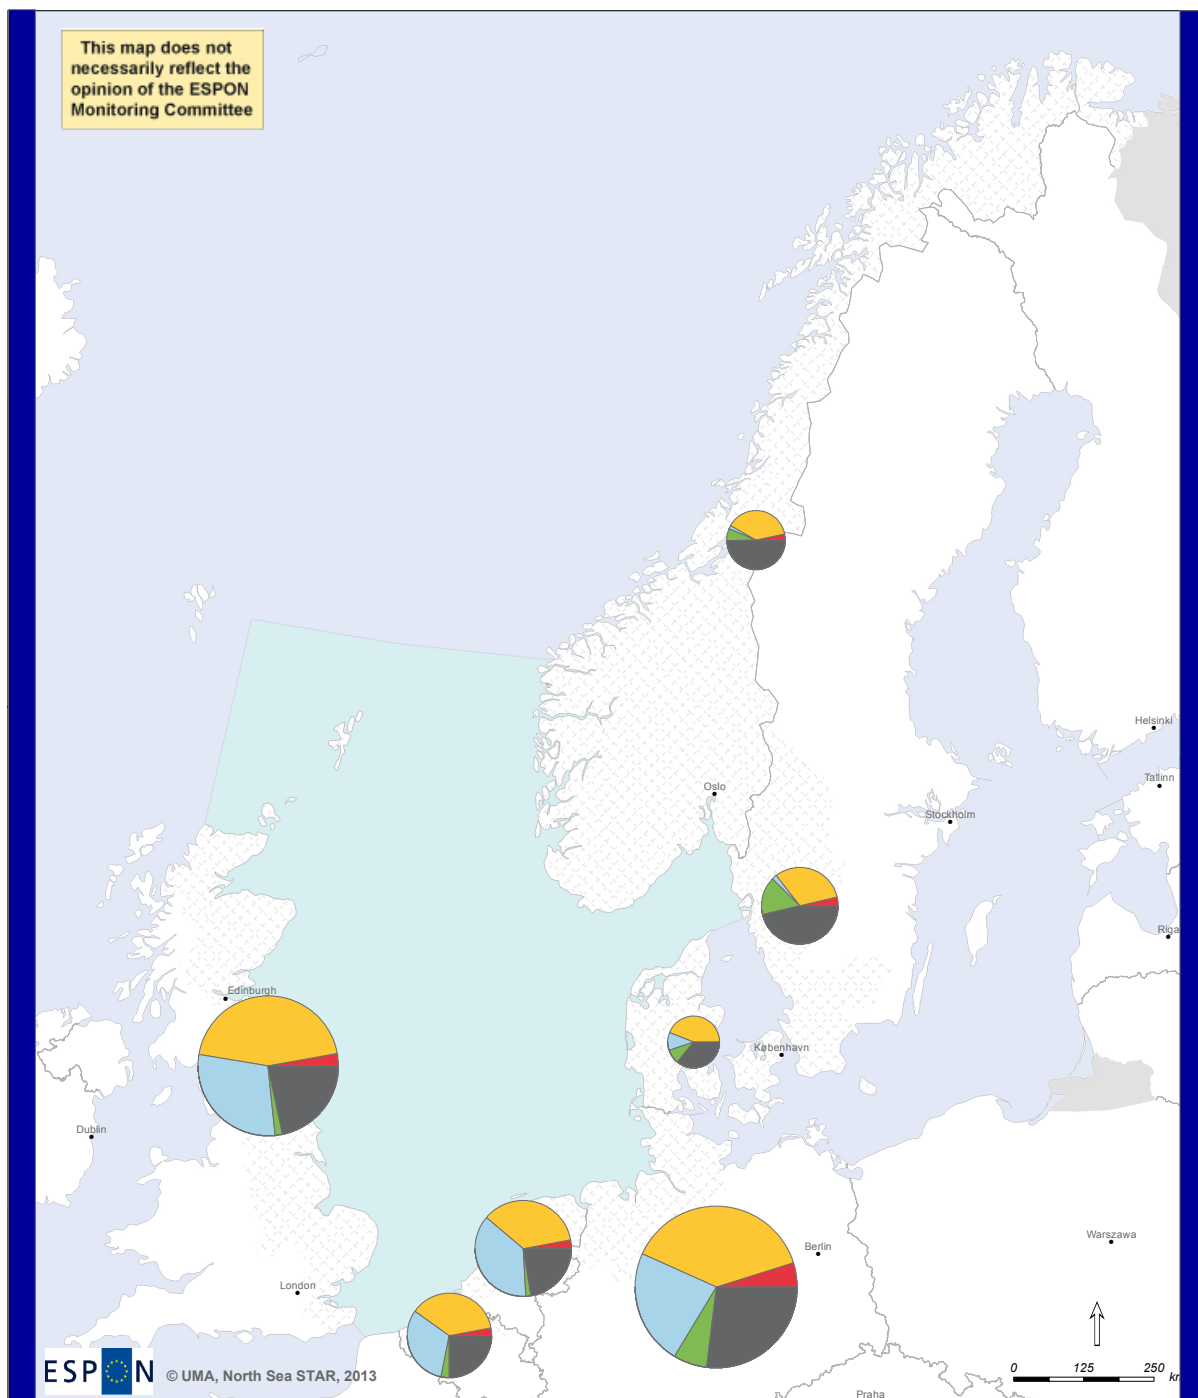 This map does not
necessarily reflect the
opinion of the ESPON
Monitoring Committee
Helsinki
Tallinn
Oslo
Stockholm
Riga
Edinburgh
København
Dublin
Warszawa
Berlin
London
ESPON
© UMA, North Sea STAR, 2013
0 125 250
km
Praha